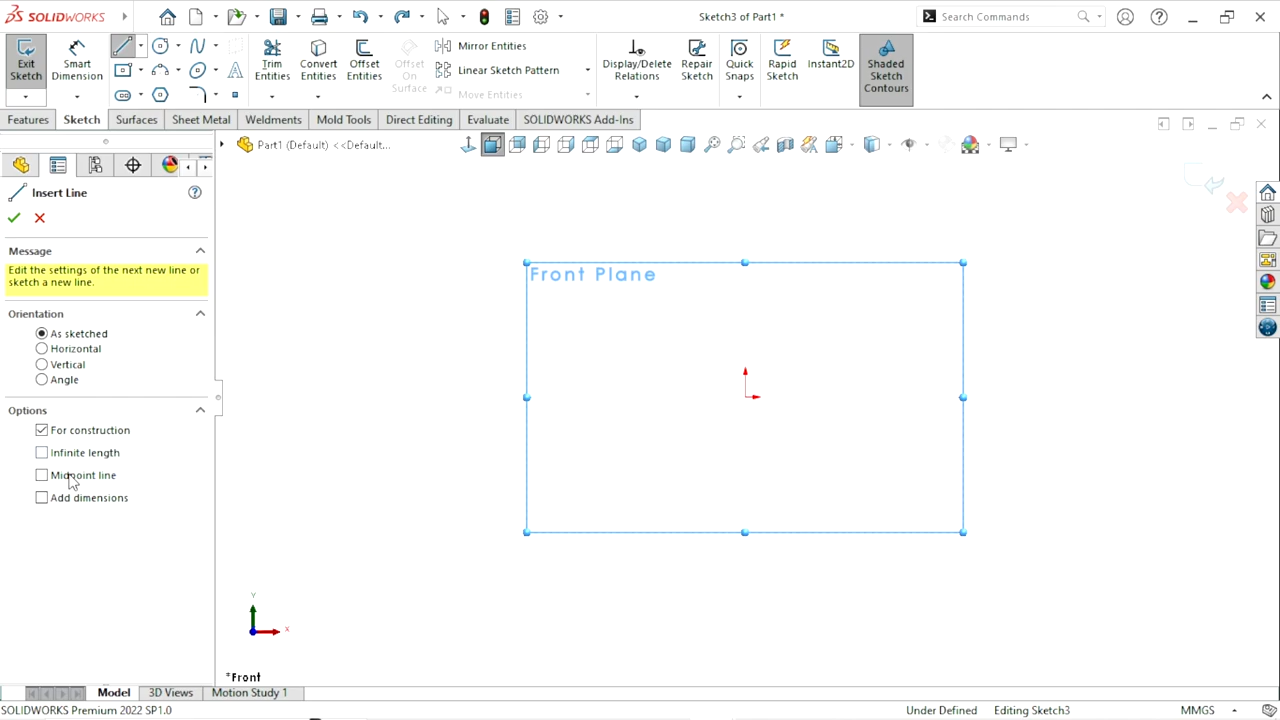 SOLIDWORKS
Sketch3 of Part1 *
Search Commands
Exit Sketch
Smart Dimension
Trim Entities
Convert Entities
Offset Entities
Offset On Surface
Mirror Entities
Linear Sketch Pattern
Move Entities
Display/Delete Relations
Repair Sketch
Quick Snaps
Rapid Sketch
Instant2D
Shaded Sketch Contours
Features
Sketch
Surfaces
Sheet Metal
Weldments
Mold Tools
Direct Editing
Evaluate
SOLIDWORKS Add-Ins
Part1 (Default) <<Default...
Insert Line
Message
Edit the settings of the next new line or
sketch a new line.
Orientation
As sketched
Horizontal
Vertical
Angle
Options
For construction
Infinite length
Midpoint line
Add dimensions
Front Plane
Y
X
*Front
Model
3D Views
Motion Study 1
SOLIDWORKS Premium 2022 SP1.0
Under Defined
Editing Sketch3
MMGS